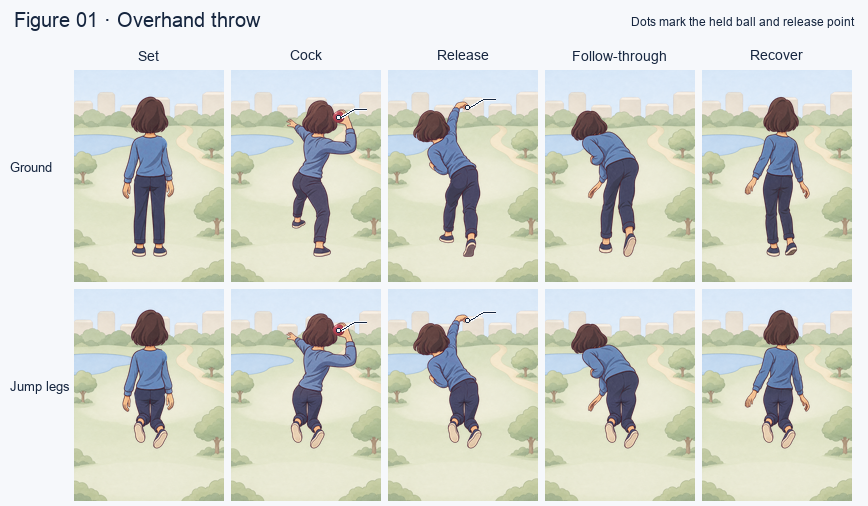 Figure 01 · Overhand throw
Dots mark the held ball and release point
Set
Cock
Release
Follow-through
Recover
Ground
Jump legs